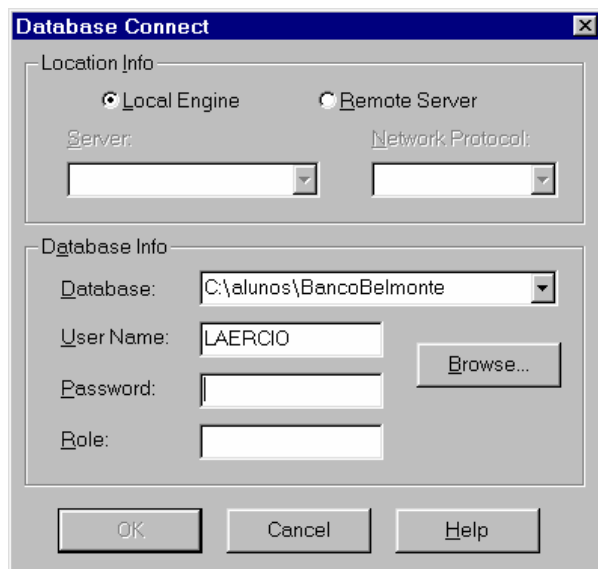 Database Connect
Location Info
Local Engine Remote Server
Server: Network Protocol:
Database Info
Database: C:\alunos\BancoBelmonte
User Name: LAERCIO
Browse...
Password:
Role:
OK Cancel Help